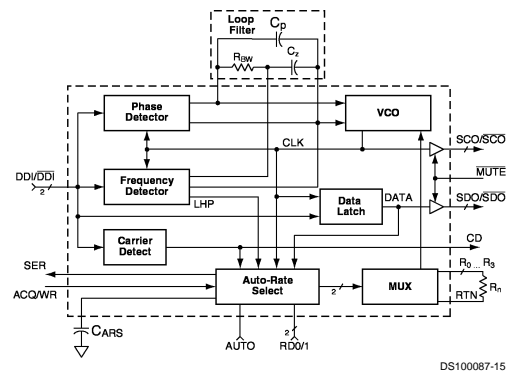 Loop
Filter
Cp
RBW
Cz
Phase
Detector
VCO
CLK
SCO/SCO
MUTE
DDI/DDI
2
Frequency
Detector
LHP
Data
Latch
DATA
SDO/SDO
2
Carrier
Detect
CD
SER
ACQ/WR
Auto-Rate
Select
2
MUX
R0 ... R3
Rn
RTN
CARS
2
AUTO
RD0/1
DS100087-15